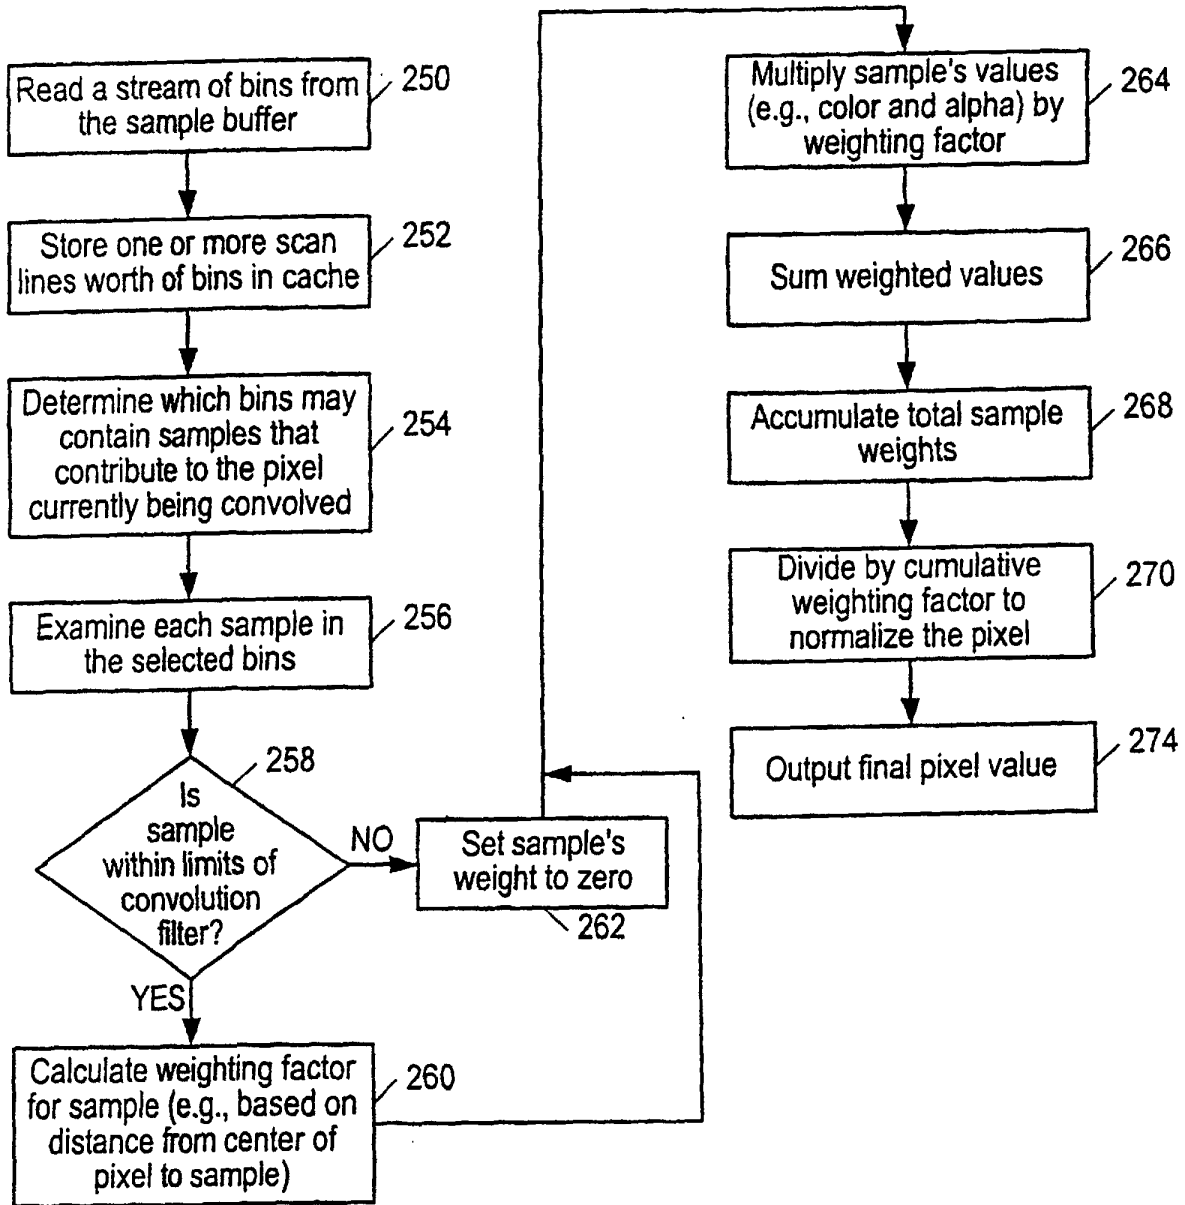 Read a stream of bins from
the sample buffer
250
Store one or more scan
lines worth of bins in cache
252
Determine which bins may
contain samples that
contribute to the pixel
currently being convolved
254
Examine each sample in
the selected bins
256
Is
sample
within limits of
convolution
filter?
258
NO
Set sample's
weight to zero
262
YES
Calculate weighting factor
for sample (e.g., based on
distance from center of
pixel to sample)
260
Multiply sample's values
(e.g., color and alpha) by
weighting factor
264
Sum weighted values
266
Accumulate total sample
weights
268
Divide by cumulative
weighting factor to
normalize the pixel
270
Output final pixel value
274